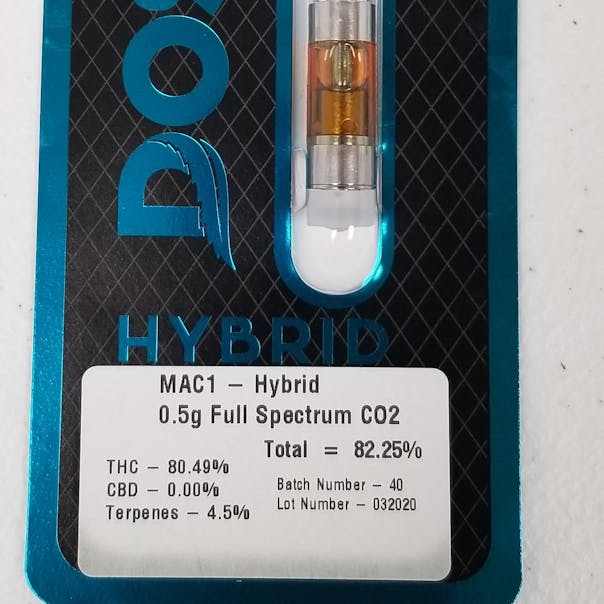 HYBRID
MAC1 – Hybrid
0.5g Full Spectrum CO2
Total = 82.25%
THC – 80.49%
CBD – 0.00%
Terpenes – 4.5%
Batch Number – 40
Lot Number – 032020